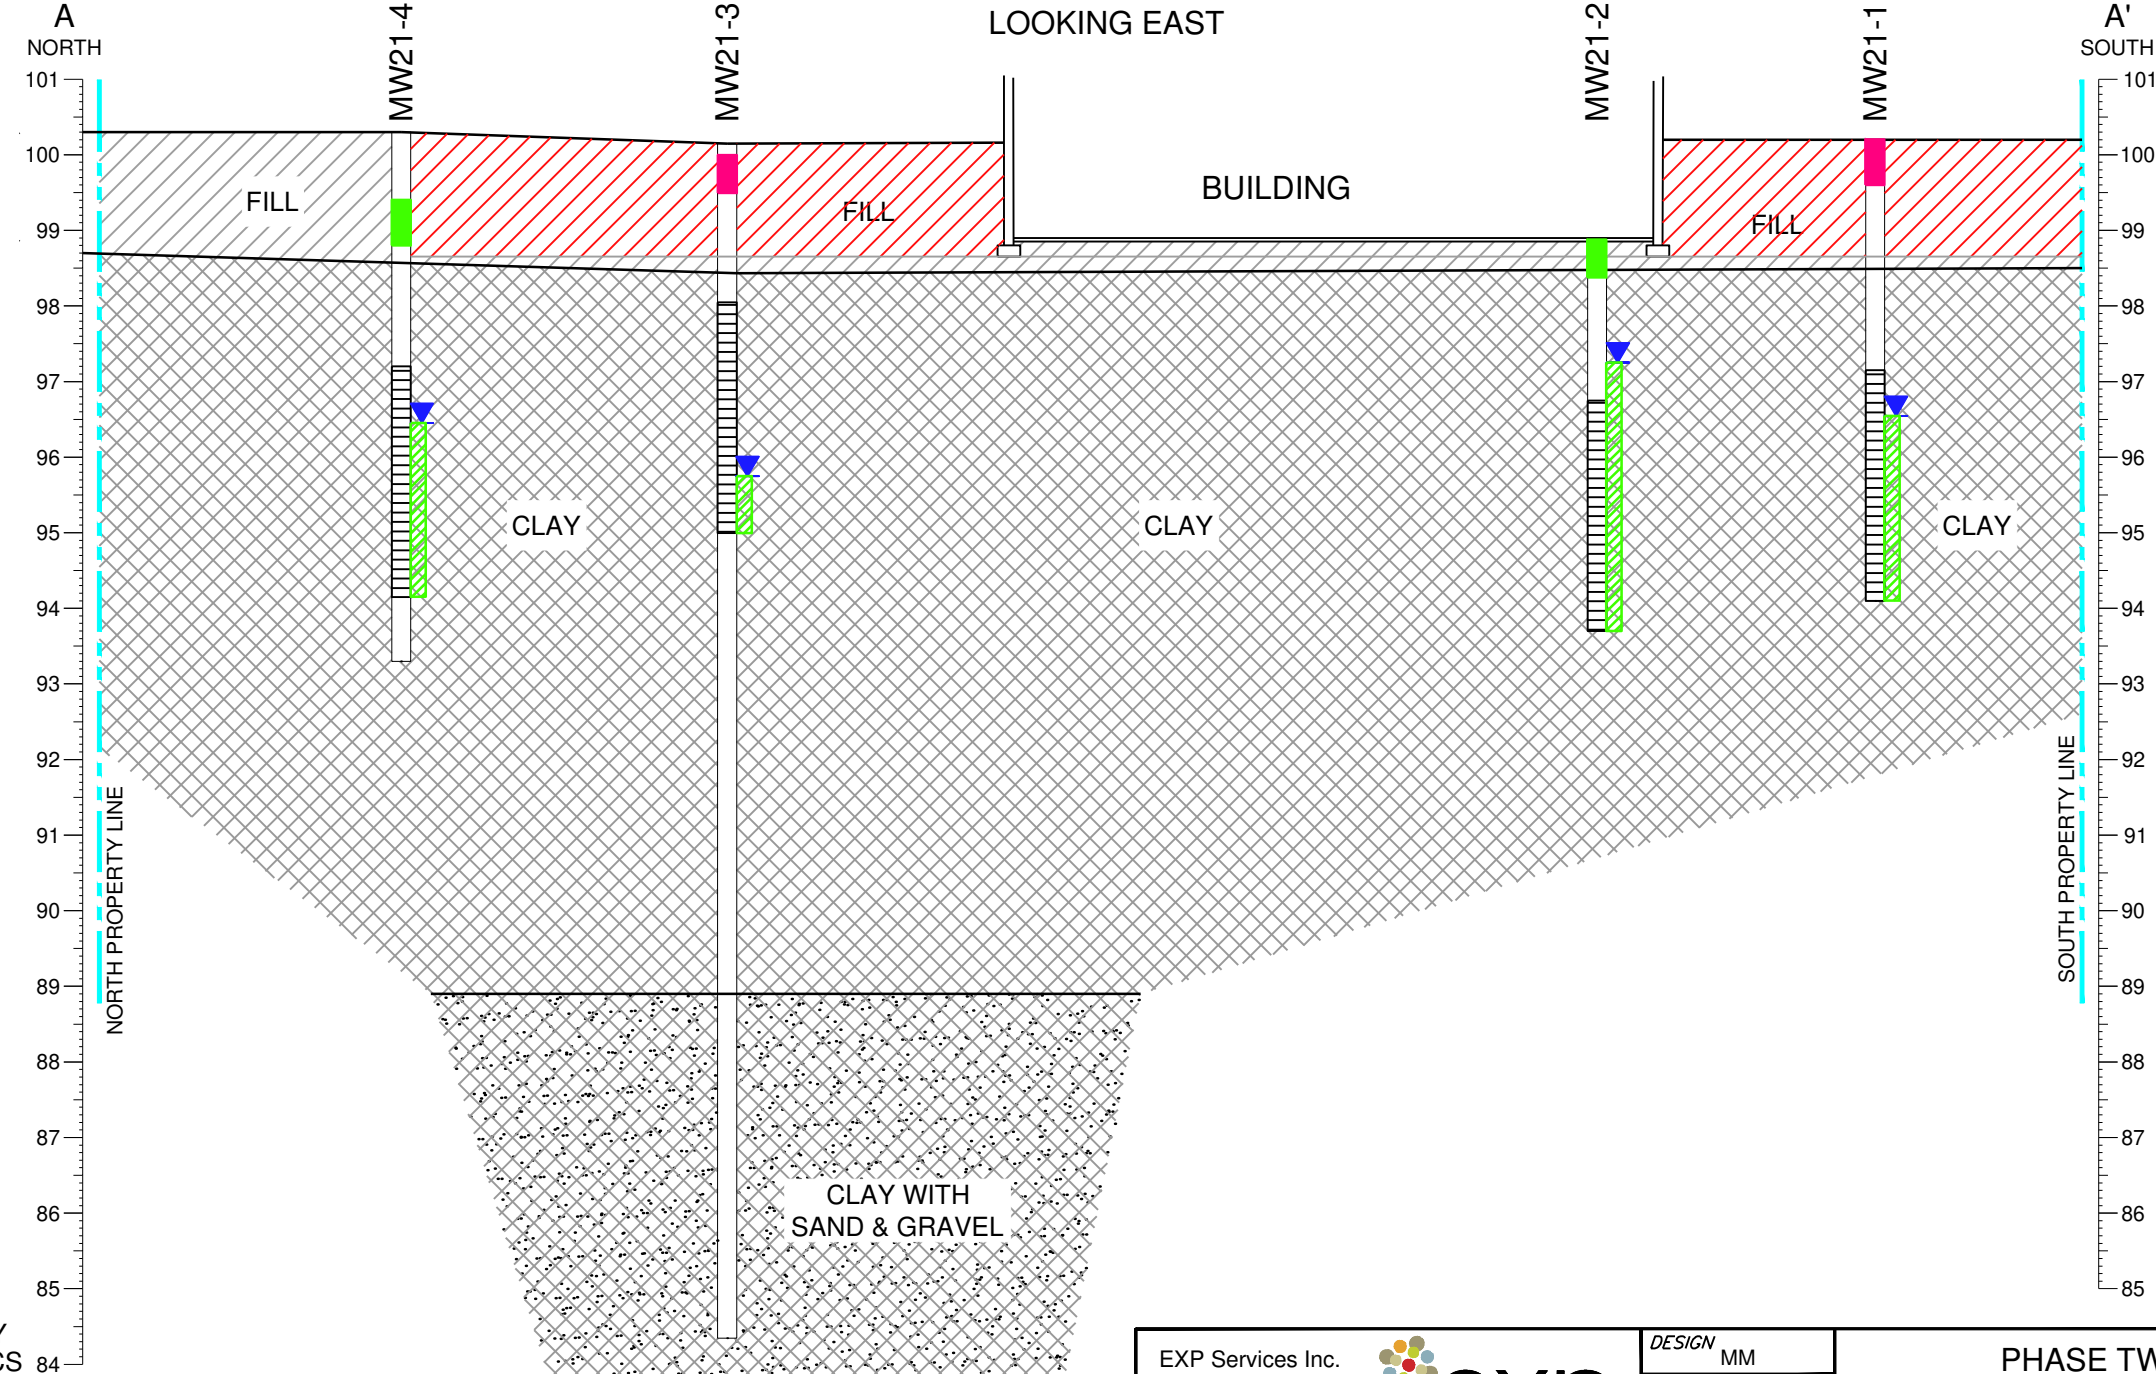 A
NORTH
MW21-4
MW21-3
LOOKING EAST
MW21-2
MW21-1
A'
SOUTH
101
100
99
98
97
96
95
94
93
92
91
90
89
88
87
86
85
84
FILL
FILL
BUILDING
FILL
CLAY
CLAY
CLAY
NORTH PROPERTY LINE
SOUTH PROPERTY LINE
CLAY WITH
SAND & GRAVEL
101
100
99
98
97
96
95
94
93
92
91
90
89
88
87
86
85
CS
EXP Services Inc.
DESIGN
MM
PHASE TW